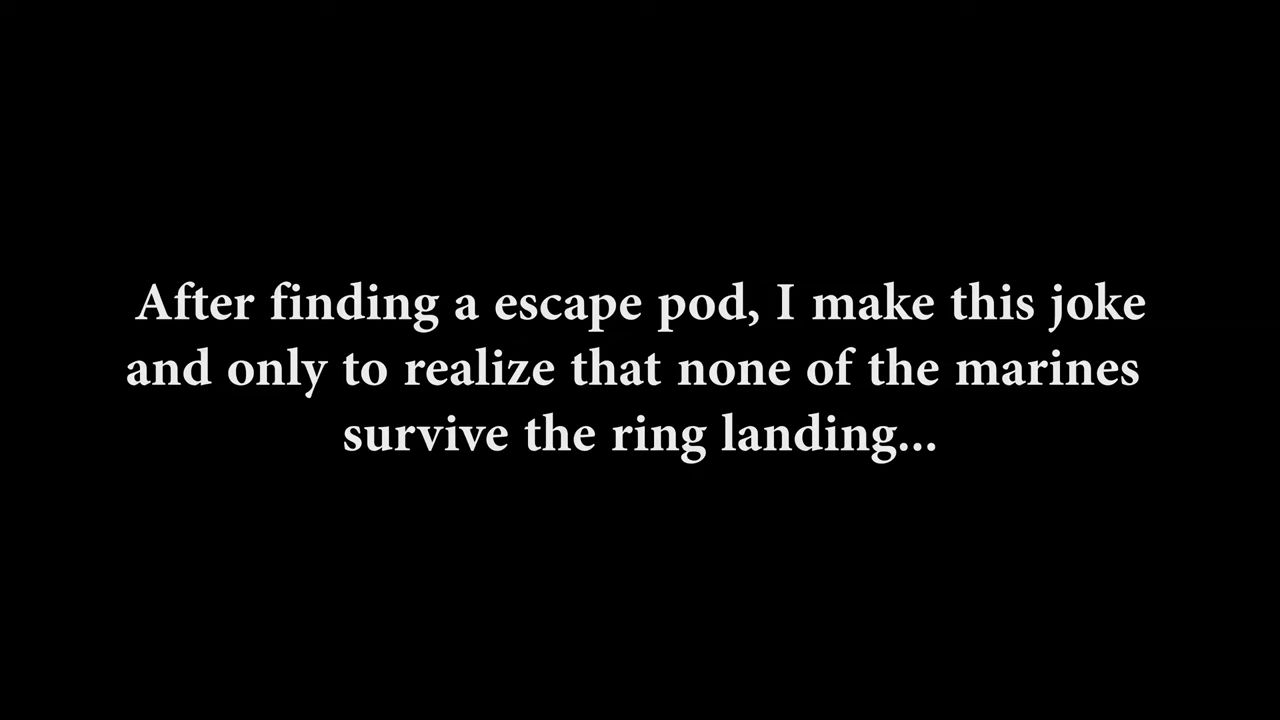 After finding a escape pod, I make this joke
and only to realize that none of the marines
survive the ring landing...